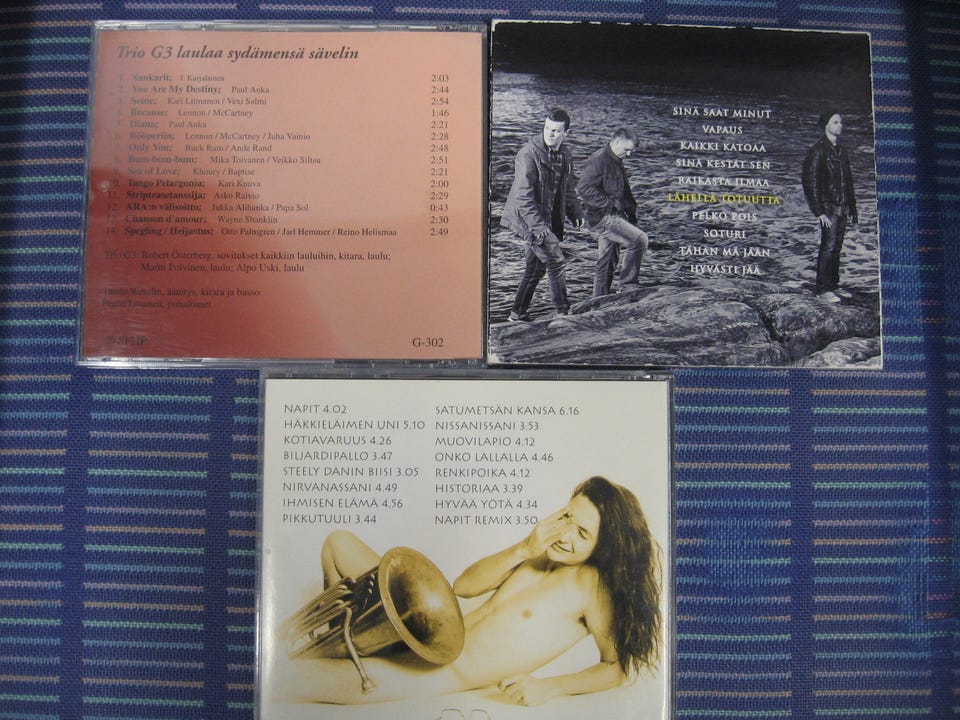 Trio G3 laulaa sydämensä sävelin
1. Sankarit; J. Karjalainen 2:03
2. You Are My Destiny; Paul Anka 2:44
3. Seine; Kari Litmanen / Vexi Salmi 2:54
4. Because; Lennon / McCartney 1:46
5. Diana; Paul Anka 2:21
6. Rööperiin; Lennon / McCartney / Juha Vainio 2:28
7. Only You; Buck Ram / Ande Rand 2:48
8. Bum-bum-bum; Mika Toivanen / Veikko Siltsu 2:51
9. Sea of Love; Khoury / Baptise 2:21
10. Tango Pelargonia; Kari Kuuva 2:00
11. Stripteasetanssija; Asko Raivio 2:29
12. ARA:n välisoitto; Jukka Alihanka / Papa Sol 0:43
13. Chanson d'amour; Wayne Shanklin 2:30
14. Spegling / Heijastus; Otto Palmgren / Jarl Hemmer / Reino Helismaa 2:49
Trio G3: Robert Österberg, sovitukset kaikkiin lauluihin, kitara, laulu;
Martti Polvinen, laulu; Alpo Uski, laulu
äänitys, kitara ja basso
puhaltimet
G-302
SINÄ SAAT MINUT
VAPAUS
KAIKKI KATOAA
SINÄ KESTÄT SEN
RAIKASTA ILMAA
LÄHELLÄ TOTUUTTA
PELKO POIS
SOTURI
TÄHÄN MÄ JÄÄN
HYVÄSTI JÄÄ
NAPIT 4.02
HAKKIELÄIMEN UNI 5.10
KOTIAVARUUS 4.26
BILJARDIPALLO 3.47
STEELY DANIN BIISI 3.05
NIRVANASSANI 4.49
IHMISEN ELÄMÄ 4.56
PIKKUTUULI 3.44
SATUMETSÄN KANSA 6.16
NISSANISSANI 3.53
MUOVILAPIO 4.12
ONKO LALLALLA 4.46
RENKIPOIKA 4.12
HISTORIAA 3.39
HYVÄÄ YÖTÄ 4.34
NAPIT REMIX 3.50